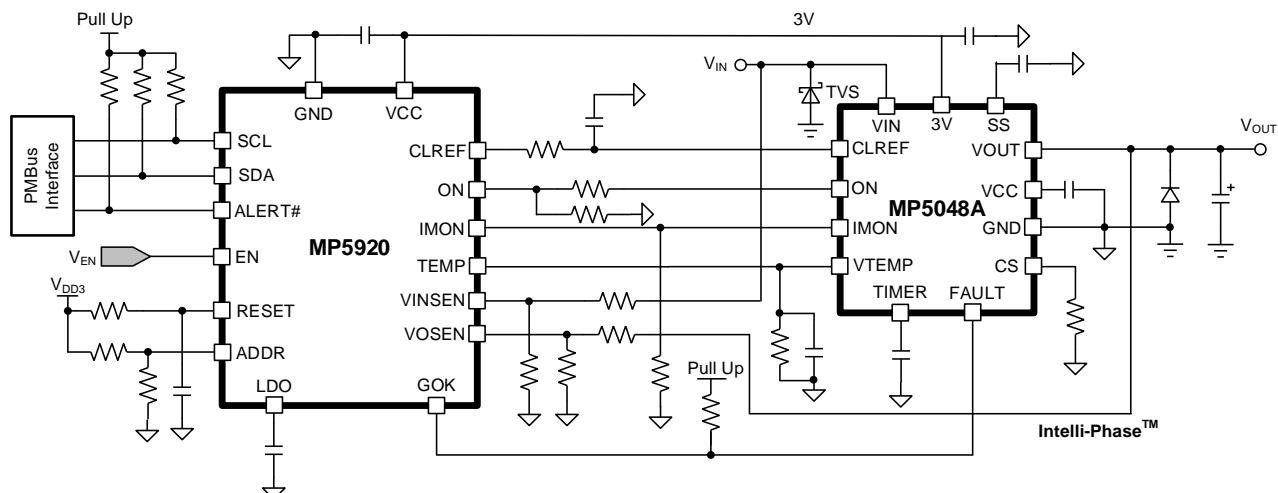 Pull Up
3V
VIN
TVS
GND
VCC
VIN
3V
SS
VOUT
PMBus
Interface
SCL
SDA
ALERT#
CLREF
ON
IMON
TEMP
VINSEN
VOSEN
MP5920
VEN
EN
VDD3
RESET
ADDR
LDO
GOK
CLREF
ON
IMON
VTEMP
MP5048A
VOUT
VCC
GND
CS
TIMER
FAULT
Pull Up
Intelli-Phase™